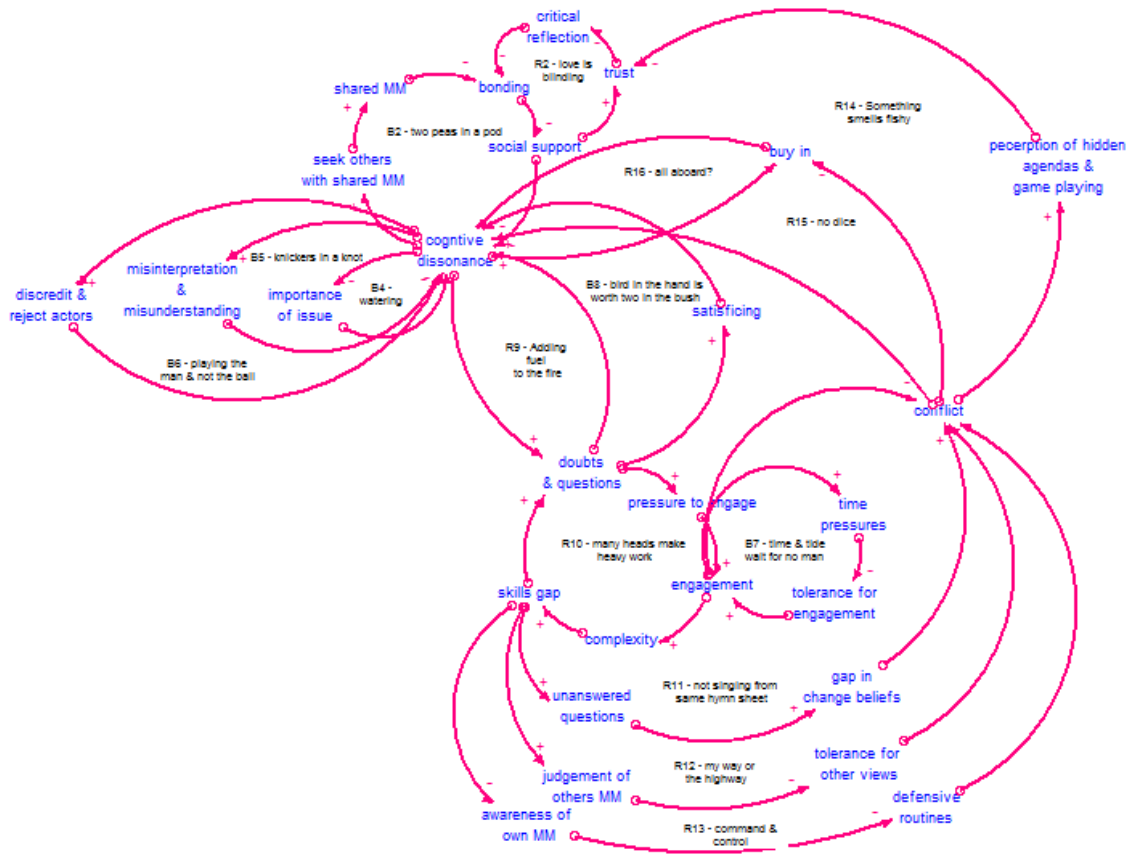 critical
reflection
R2 - love is
blinding
trust
shared MM
bonding
R14 - Something
smells fishy
B2 - two peas in a pod
social support
buy in
pecerption of hidden
agendas &
game playing
seek others
with shared MM
R16 - all aboard?
R15 - no dice
cogntive
dissonance
B5 - knickers in a knot
misinterpretation
&
misunderstanding
discredit &
reject actors
importance
of issue
B4 -
watering
B8 - bird in the hand is
worth two in the bush
satisficing
R9 - Adding
fuel
to the fire
B6 - playing the
man & not the ball
conflict
doubts
& questions
pressure to engage
time
pressures
R10 - many heads make
heavy work
B7 - time & tide
wait for no man
engagement
tolerance for
engagement
skills gap
complexity
gap in
change beliefs
R11 - not singing from
same hymn sheet
unanswered
questions
tolerance for
other views
R12 - my way or
the highway
judgement of
others MM
defensive
routines
awareness of
own MM
R13 - command &
control